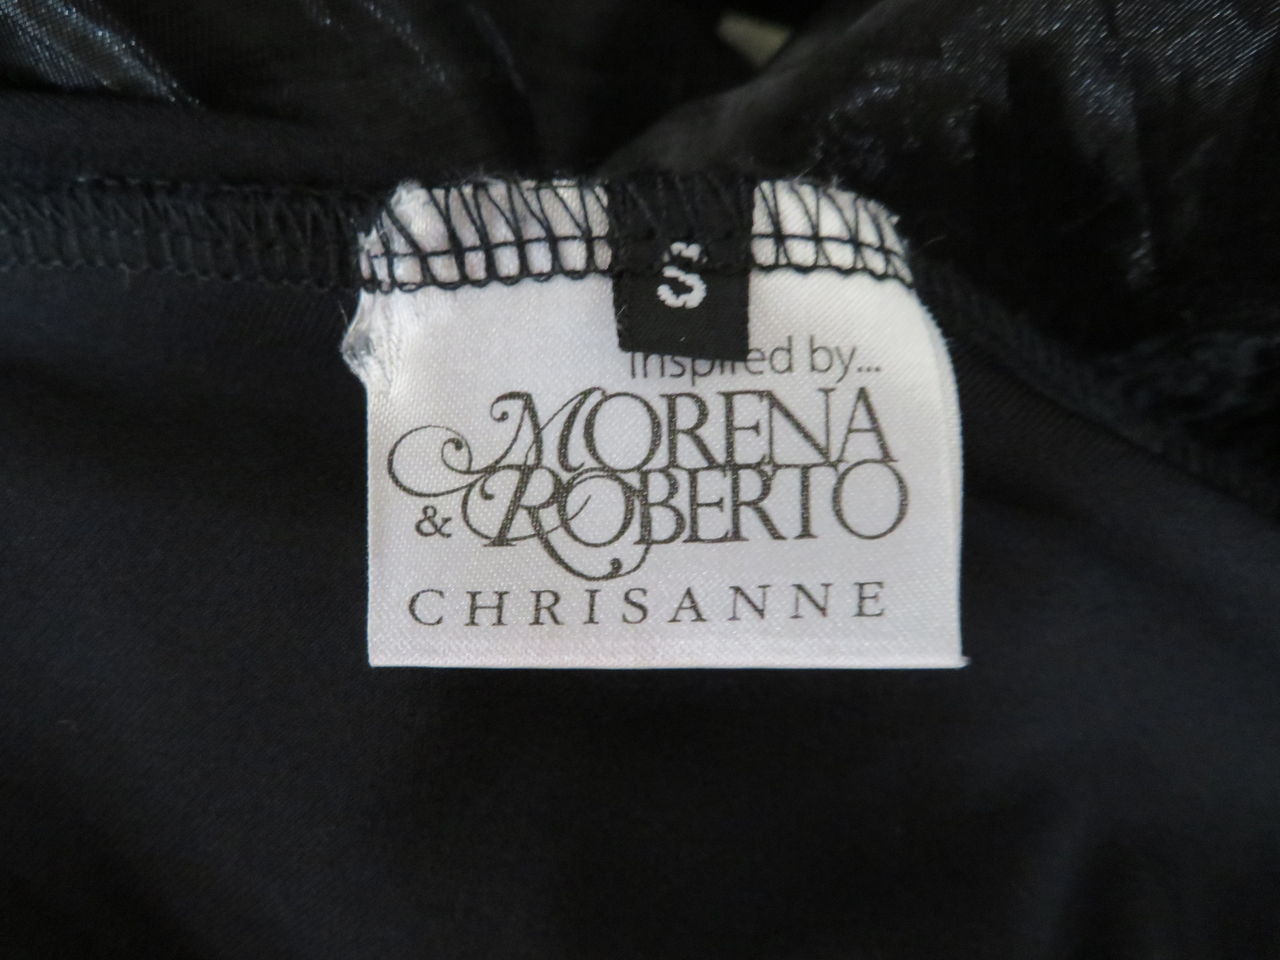 S
Inspired by...
MORENA
& ROBERTO
CHRISANNE